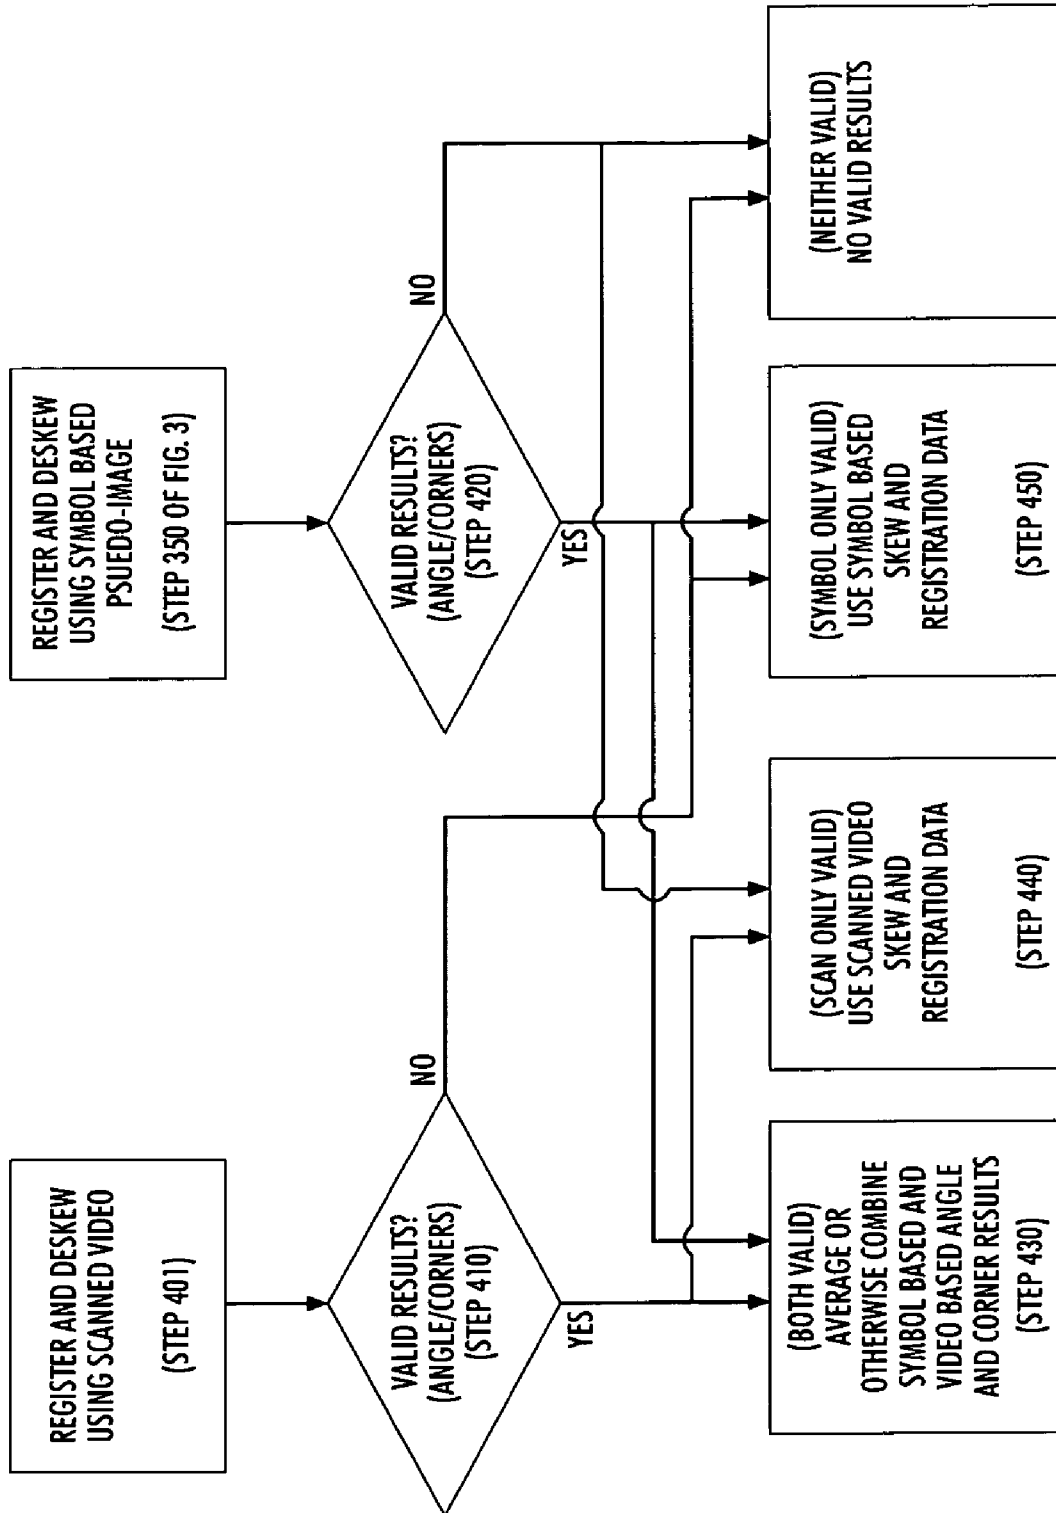 REGISTER AND DESKEW
USING SCANNED VIDEO
(STEP 401)
REGISTER AND DESKEW
USING SYMBOL BASED
PSUEDO-IMAGE
(STEP 350 OF FIG. 3)
VALID RESULTS?
(ANGLE/CORNERS)
(STEP 410)
NO
YES
VALID RESULTS?
(ANGLE/CORNERS)
(STEP 420)
NO
YES
(BOTH VALID)
AVERAGE OR
OTHERWISE COMBINE
SYMBOL BASED AND
VIDEO BASED ANGLE
AND CORNER RESULTS
(STEP 430)
(SCAN ONLY VALID)
USE SCANNED VIDEO
SKEW AND
REGISTRATION DATA
(STEP 440)
(SYMBOL ONLY VALID)
USE SYMBOL BASED
SKEW AND
REGISTRATION DATA
(STEP 450)
(NEITHER VALID)
NO VALID RESULTS